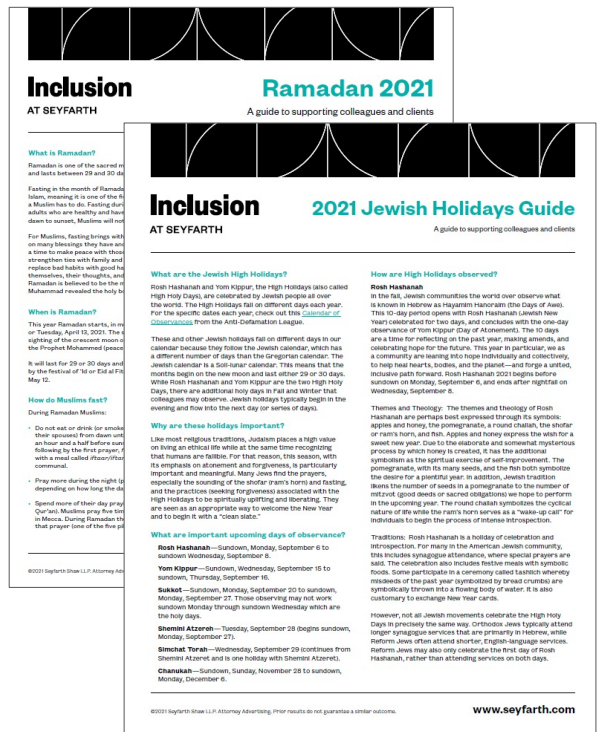 Inclusion
AT SEYFARTH
Ramadan 2021
A guide to supporting colleagues and clients
What is Ramadan?
Ramadan is one of the sacred m
and lasts between 29 and 30 da
Fasting in the month of Ramada
Islam, meaning it is one of the fi
a Muslim has to do. Fasting duri
adults who are healthy and have
dawn to sunset, Muslims will not
For Muslims, fasting brings with
on many blessings they have and
a time to make peace with those
strengthen ties with family and
replace bad habits with good ha
themselves, their thoughts, and
Ramadan is believed to be the m
Muhammad revealed the holy bo
When is Ramadan?
This year Ramadan starts, in m
or Tuesday, April 13, 2021. The s
sighting of the crescent moon o
the Prophet Mohammed (peace
It will last for 29 or 30 days and
by the festival of 'Id or Eid al Fit
May 12.
How do Muslims fast?
During Ramadan Muslims:
• Do not eat or drink (or smoke
their spouses) from dawn unt
an hour and a half before sunr
following by the first prayer, f
with a meal called iftoor/iftar
communal.
• Pray more during the night (p
depending on how long the da
• Spend more of their day pray
Qur'an). Muslims pray five tim
in Mecca. During Ramadan th
that prayer (one of the five pil
©2021 Seyfarth Shaw LLP. Attorney Adv
Inclusion
AT SEYFARTH
2021 Jewish Holidays Guide
A guide to supporting colleagues and clients
What are the Jewish High Holidays?
Rosh Hashanah and Yom Kippur, the High Holidays (also called
High Holy Days), are celebrated by Jewish people all over
the world. The High Holidays fall on different days each year.
For the specific dates each year, check out this Calendar of
Observances from the Anti-Defamation League.
These and other Jewish holidays fall on different days in our
calendar because they follow the Jewish calendar, which has
a different number of days than the Gregorian calendar. The
Jewish calendar is a Soli-lunar calendar. This means that the
months begin on the new moon and last either 29 or 30 days.
While Rosh Hashanah and Yom Kippur are the two High Holy
Days, there are additional holy days in Fall and Winter that
colleagues may observe. Jewish holidays typically begin in the
evening and flow into the next day (or series of days).
Why are these holidays important?
Like most religious traditions, Judaism places a high value
on living an ethical life while at the same time recognizing
that humans are fallible. For that reason, this season, with
its emphasis on atonement and forgiveness, is particularly
important and meaningful. Many Jews find the prayers,
especially the sounding of the shofar (ram's horn) and fasting,
and the practices (seeking forgiveness) associated with the
High Holidays to be spiritually uplifting and liberating. They
are seen as an appropriate way to welcome the New Year
and to begin it with a "clean slate."
What are important upcoming days of observance?
Rosh Hashanah—Sundown, Monday, September 6 to
sundown Wednesday, September 8.
Yom Kippur—Sundown, Wednesday, September 15 to
sundown, Thursday, September 16.
Sukkot—Sundown, Monday, September 20 to sundown,
Monday, September 27. Those observing may not work
sundown Monday through sundown Wednesday which are
the holy days.
Shemini Atzereh—Tuesday, September 28 (begins sundown,
Monday, September 27).
Simchat Torah—Wednesday, September 29 (continues from
Shemini Atzeret and is one holiday with Shemini Atzeret).
Chanukah—Sundown, Sunday, November 28 to sundown,
Monday, December 6.
How are High Holidays observed?
Rosh Hashanah
In the fall, Jewish communities the world over observe what
is known in Hebrew as Hayamim Hanoraim (the Days of Awe).
This 10-day period opens with Rosh Hashanah (Jewish New
Year) celebrated for two days, and concludes with the one-day
observance of Yom Kippur (Day of Atonement). The 10 days
are a time for reflecting on the past year, making amends, and
celebrating hope for the future. This year in particular, we as
a community are leaning into hope individually and collectively,
to help heal hearts, bodies, and the planet—and forge a united,
inclusive path forward. Rosh Hashanah 2021 begins before
sundown on Monday, September 6, and ends after nightfall on
Wednesday, September 8.
Themes and Theology: The themes and theology of Rosh
Hashanah are perhaps best expressed through its symbols:
apples and honey, the pomegranate, a round challah, the shofar
or ram's horn, and fish. Apples and honey express the wish for a
sweet new year. Due to the elaborate and somewhat mysterious
process by which honey is created, it has the additional
symbolism as the spiritual exercise of self-improvement. The
pomegranate, with its many seeds, and the fish both symbolize
the desire for a plentiful year. In addition, Jewish tradition
likens the number of seeds in a pomegranate to the number of
mitzvot (good deeds or sacred obligations) we hope to perform
in the upcoming year. The round challah symbolizes the cyclical
nature of life while the ram's horn serves as a "wake-up call" for
individuals to begin the process of intense introspection.
Traditions: Rosh Hashanah is a holiday of celebration and
introspection. For many in the American Jewish community,
this includes synagogue attendance, where special prayers are
said. The celebration also includes festive meals with symbolic
foods. Some participate in a ceremony called tashlich whereby
misdeeds of the past year (symbolized by bread crumbs) are
symbolically thrown into a flowing body of water. It is also
customary to exchange New Year cards.
However, not all Jewish movements celebrate the High Holy
Days in precisely the same way. Orthodox Jews typically attend
longer synagogue services that are primarily in Hebrew, while
Reform Jews often attend shorter, English-language services.
Reform Jews may also only celebrate the first day of Rosh
Hashanah, rather than attending services on both days.
©2021 Seyfarth Shaw LLP. Attorney Advertising. Prior results do not guarantee a similar outcome.
www.seyfarth.com